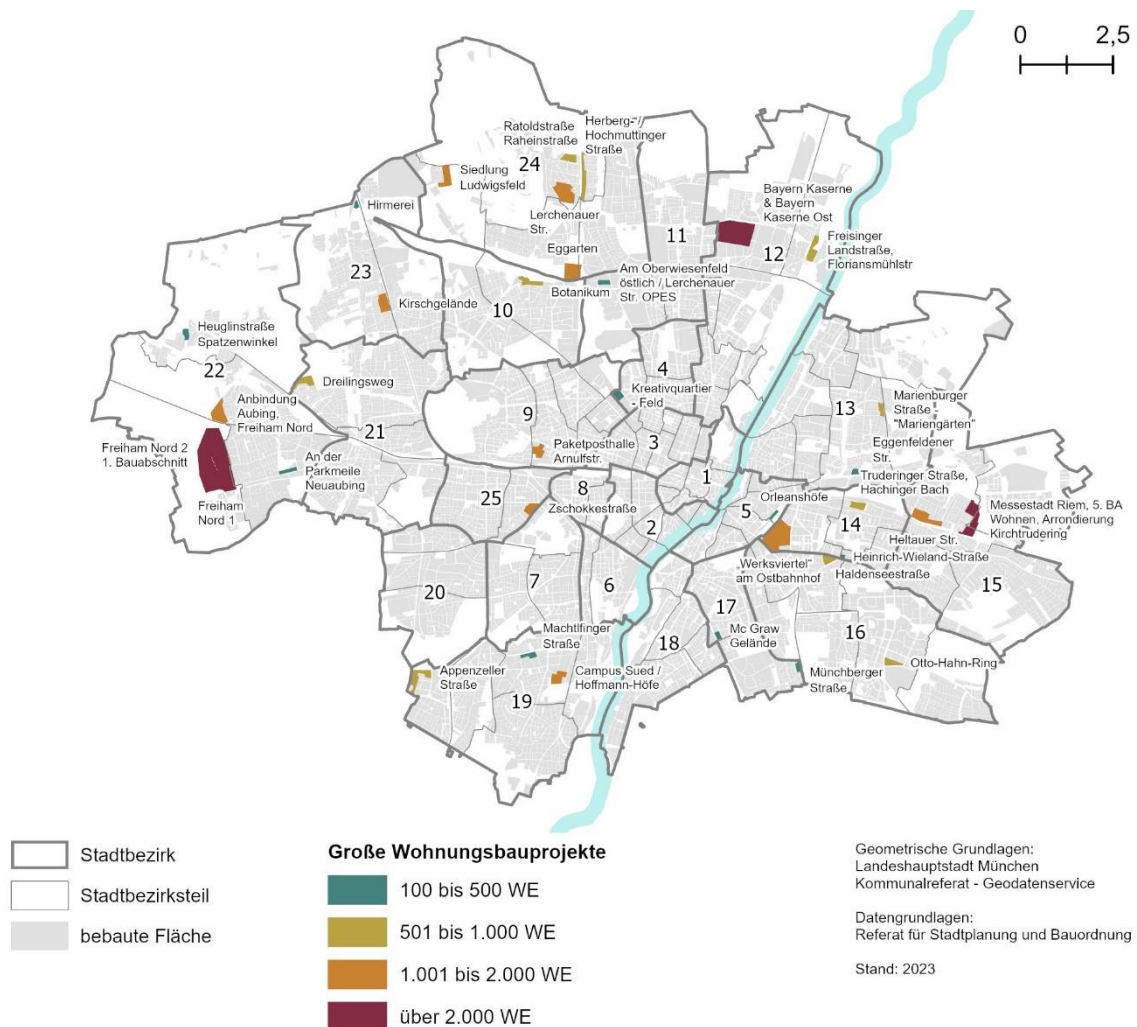 0 2,5
Ratoldstraße
Raheinstraße
Herberg-/
Hochmuttinger
Straße
24
Siedlung
Ludwigsfeld
Bayern Kaserne
& Bayern
Kaserne Ost
Hirmerei
Lerchenauer
Str.
11
Freisinger
Landstraße,
Floriansmühlstr
12
Eggarten
23
Am Oberwiesenfeld
östlich / Lerchenauer
Str. OPES
Kirschgelände
10
Botanikum
Heuglinstraße
Spatzenwinkel
22
4
Dreilingsweg
Kreativquartier
- Feld
Anbindung
Aubing,
Freiham Nord
9
13
Marienburger
Straße -
"Mariengärten"
21
3
Paketposthalle
Arnulfstr.
Eggenfeldener
Str.
Freiham Nord 2
1. Bauabschnitt
An der
Parkmeile
Neuaubing
1
Truderinger Straße,
Hachinger Bach
8
25
Orleanshöfe
Freiham
Nord 1
Zschokkestraße
5
14
Messestadt Riem, 5. BA
Wohnen, Arrondierung
Kirchtrudering
2
Heltauer Str.
Werksviertel"
am Ostbahnhof
Heinrich-Wieland-Straße
Haldenseestraße
20
7
6
15
17
Machtlfinger
Straße
18
Mc Graw
Gelände
16
Appenzeller
Straße
Campus Sued /
Hoffmann-Höfe
Münchberger
Straße
Otto-Hahn-Ring
19
Stadtbezirk
Stadtbezirksteil
bebaute Fläche
Große Wohnungsbauprojekte
100 bis 500 WE
501 bis 1.000 WE
1.001 bis 2.000 WE
über 2.000 WE
Geometrische Grundlagen:
Landeshauptstadt München
Kommunalreferat - Geodatenservice
Datengrundlagen:
Referat für Stadtplanung und Bauordnung
Stand: 2023